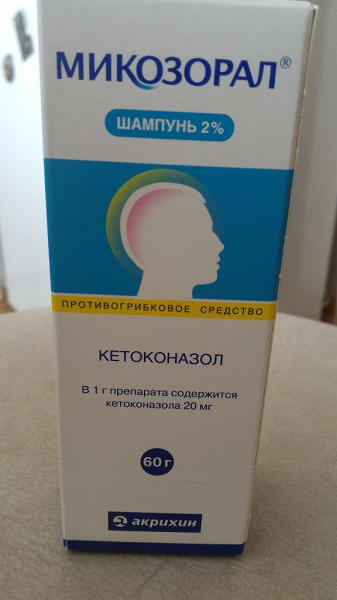 МИКОЗОРАЛ®
ШАМПУНЬ 2%
ПРОТИВОГРИБКОВОЕ СРЕДСТВО
КЕТОКОНАЗОЛ
В 1 г препарата содержится
кетоконазола 20 мг
60 г
акрихин